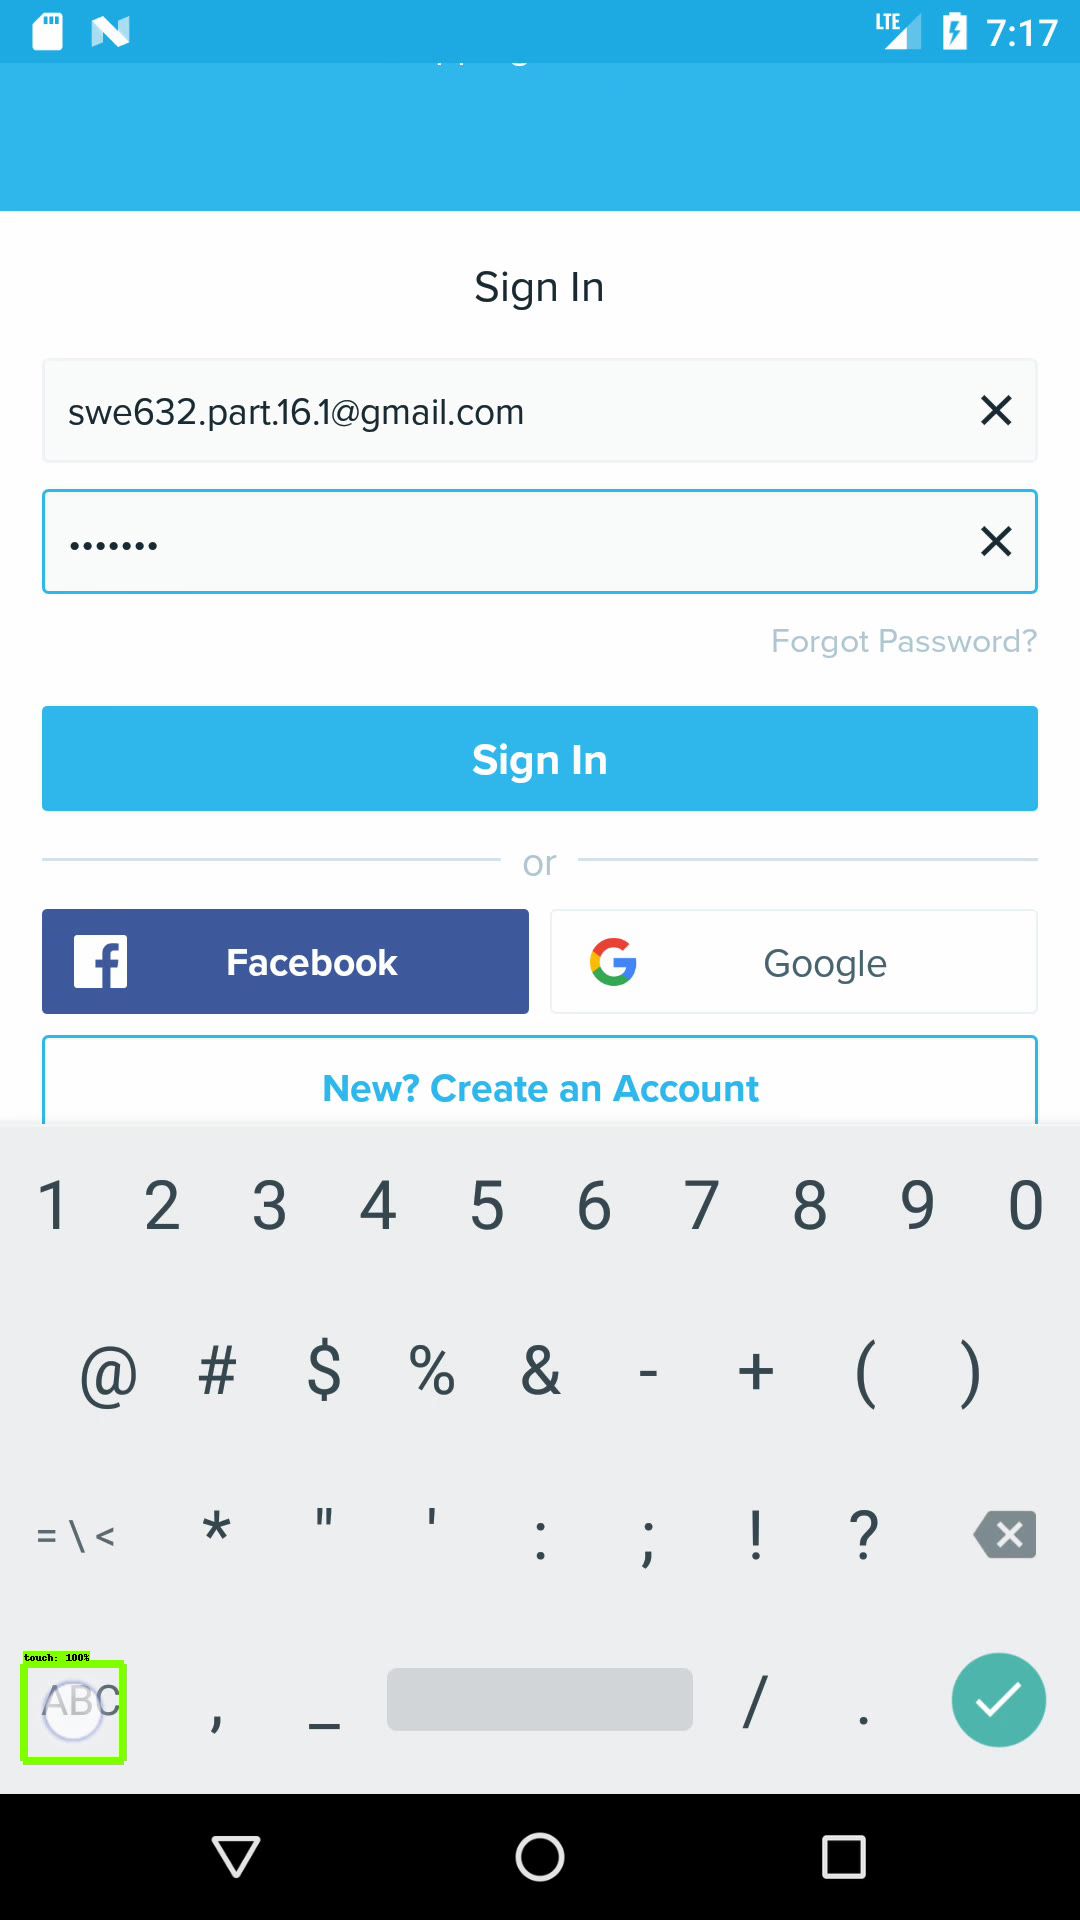 LTE 7:17
Sign In
swe632.part.16.1@gmail.com
•••••••
Forgot Password?
Sign In
or
Facebook
Google
New? Create an Account
1 2 3 4 5 6 7 8 9 0
@ # $ % & - + ( )
= \ < * " ' : ; ! ?
touch: 100%
ABC , _ / .